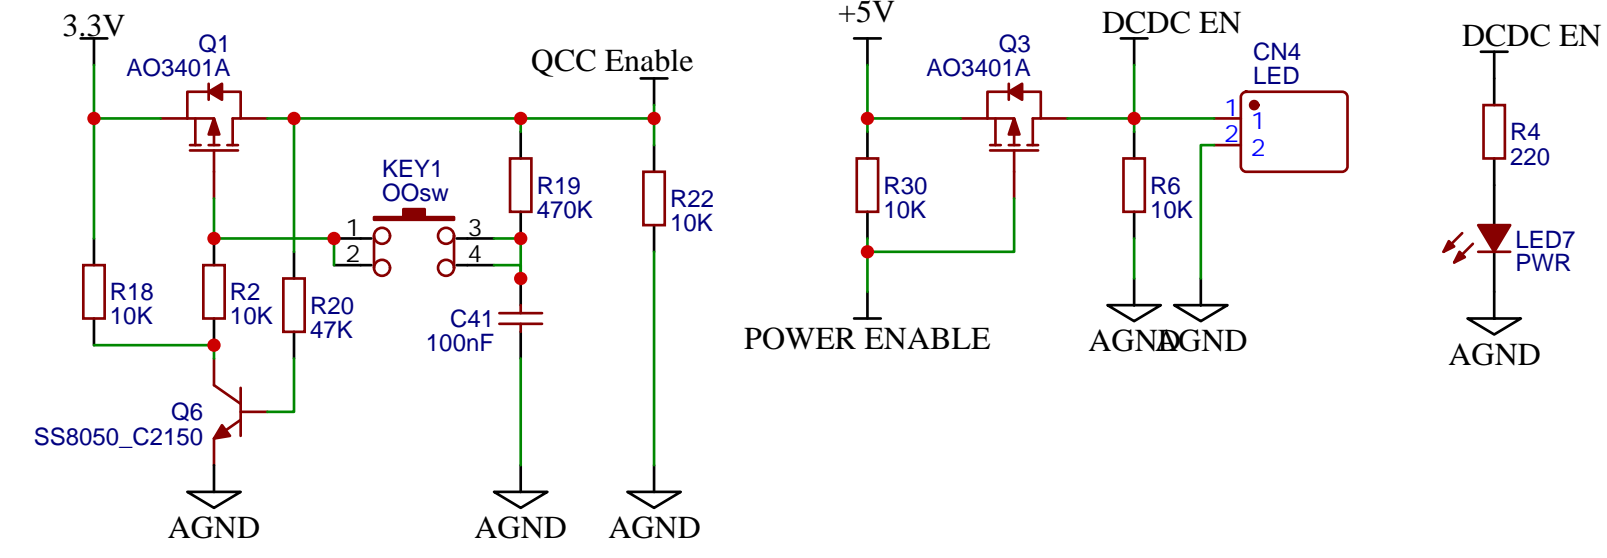 3.3V
Q1
AO3401A
QCC Enable
KEY1
OOsw
1
2
3
4
R19
470K
R22
10K
R18
10K
R2
10K
R20
47K
C41
100nF
Q6
SS8050_C2150
AGND
AGND
AGND
+5V
Q3
AO3401A
DCDC EN
CN4
LED
1
2
1
2
R30
10K
R6
10K
POWER ENABLE
AGND
AGND
DCDC EN
R4
220
LED7
PWR
AGND